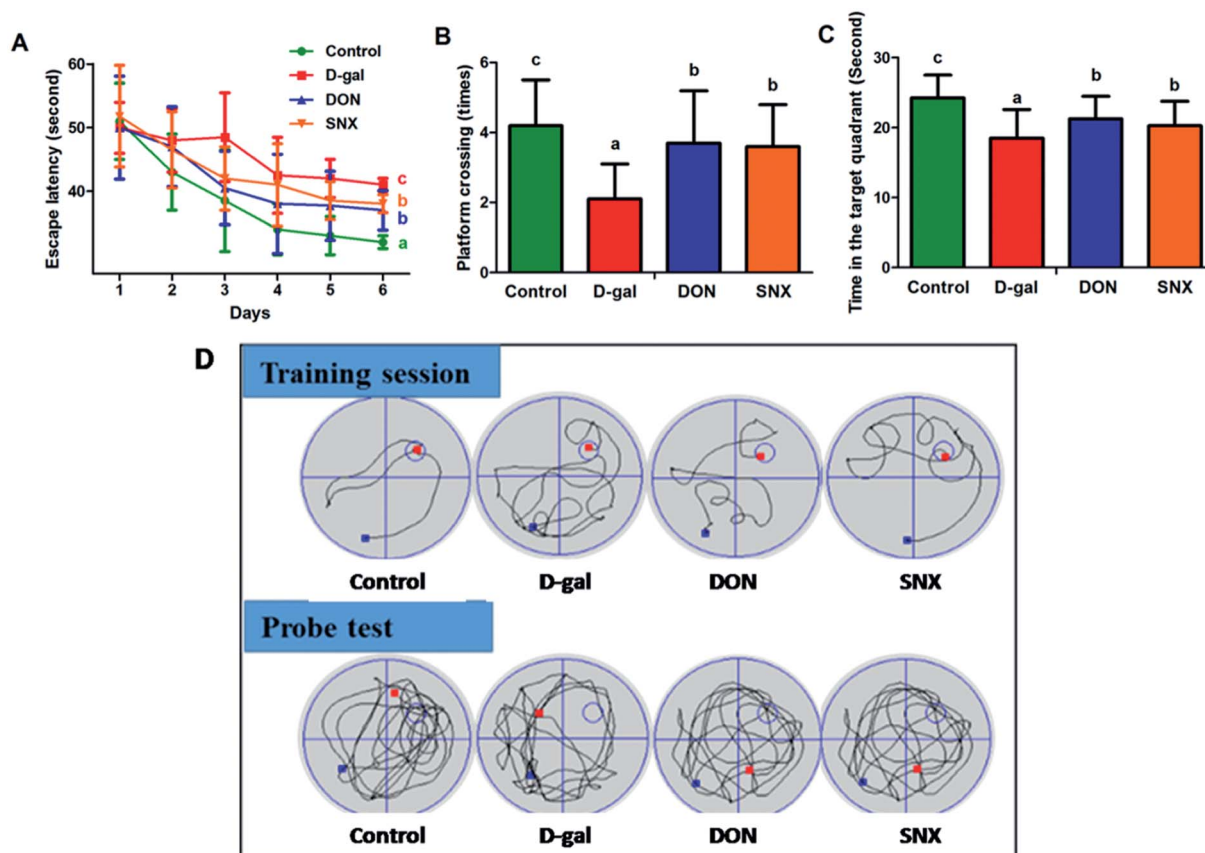 A
Control
D-gal
DON
SNX
Escape latency (second)
60
50
40
c
b
b
a
1 2 3 4 5 6
Days
B
Platform crossing (times)
6
4
2
0
c
a
b
b
Control D-gal DON SNX
C
Time in the target quadrant (Second)
30
20
10
0
c
a
b
b
Control D-gal DON SNX
D
Training session
Control D-gal DON SNX
Probe test
Control D-gal DON SNX